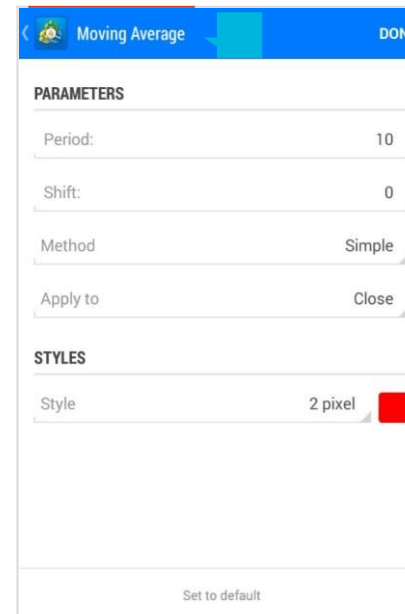 Moving Average DON
PARAMETERS
Period: 10
Shift: 0
Method Simple
Apply to Close
STYLES
Style 2 pixel
Set to default